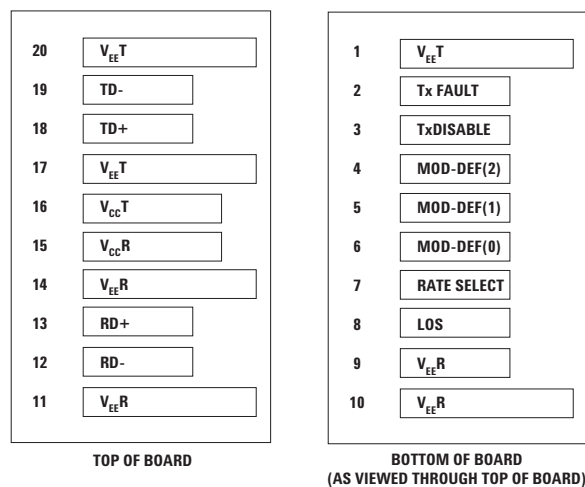 20 VEET
19 TD-
18 TD+
17 VEET
16 VCCT
15 VCCR
14 VEER
13 RD+
12 RD-
11 VEER
TOP OF BOARD
1 VEET
2 Tx FAULT
3 TxDISABLE
4 MOD-DEF(2)
5 MOD-DEF(1)
6 MOD-DEF(0)
7 RATE SELECT
8 LOS
9 VEER
10 VEER
BOTTOM OF BOARD
(AS VIEWED THROUGH TOP OF BOARD)